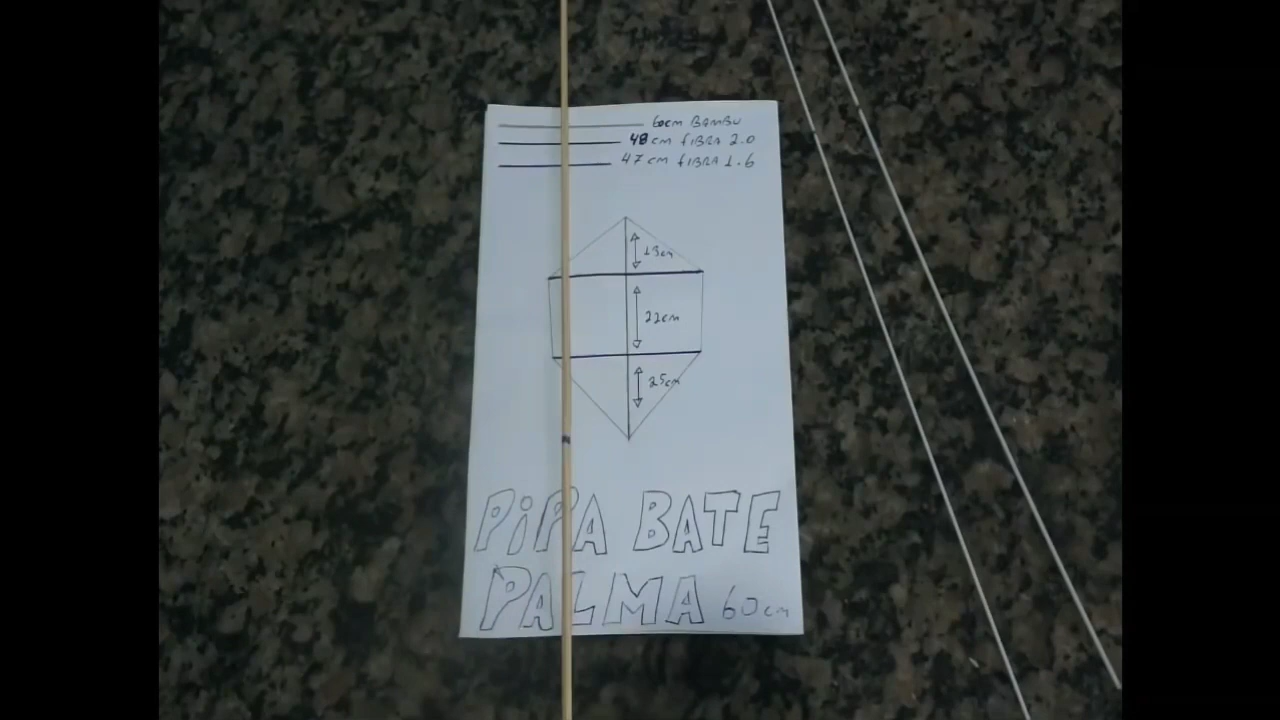 60cm BAMBU
48cm fIBRA 2.0
47cm fIBRA 1.6
13cm
22cm
25cm
PiPA BATE
PALMA 60cm